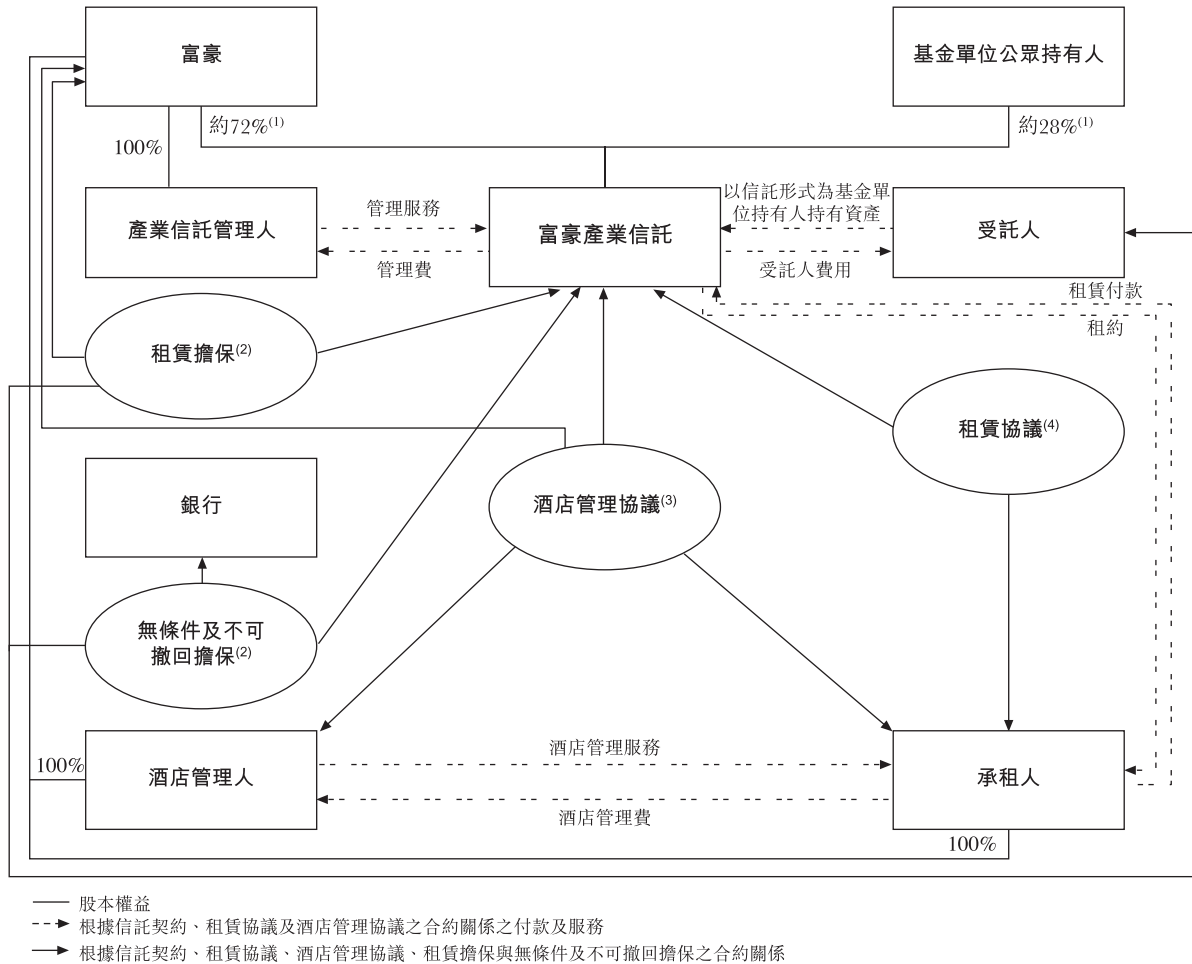 富豪
基金單位公眾持有人
約72%(1)
約28%(1)
100%
以信託形式為基金單
位持有人持有資產
管理服務
產業信託管理人
富豪產業信託
受託人
管理費
受託人費用
租賃付款
租約
租賃擔保(2)
租賃協議(4)
銀行
酒店管理協議(3)
無條件及不可
撤回擔保(2)
酒店管理服務
100%
酒店管理人
承租人
酒店管理費
100%
股本權益
根據信託契約、租賃協議及酒店管理協議之合約關係之付款及服務
根據信託契約、租賃協議、酒店管理協議、租賃擔保與無條件及不可撤回擔保之合約關係